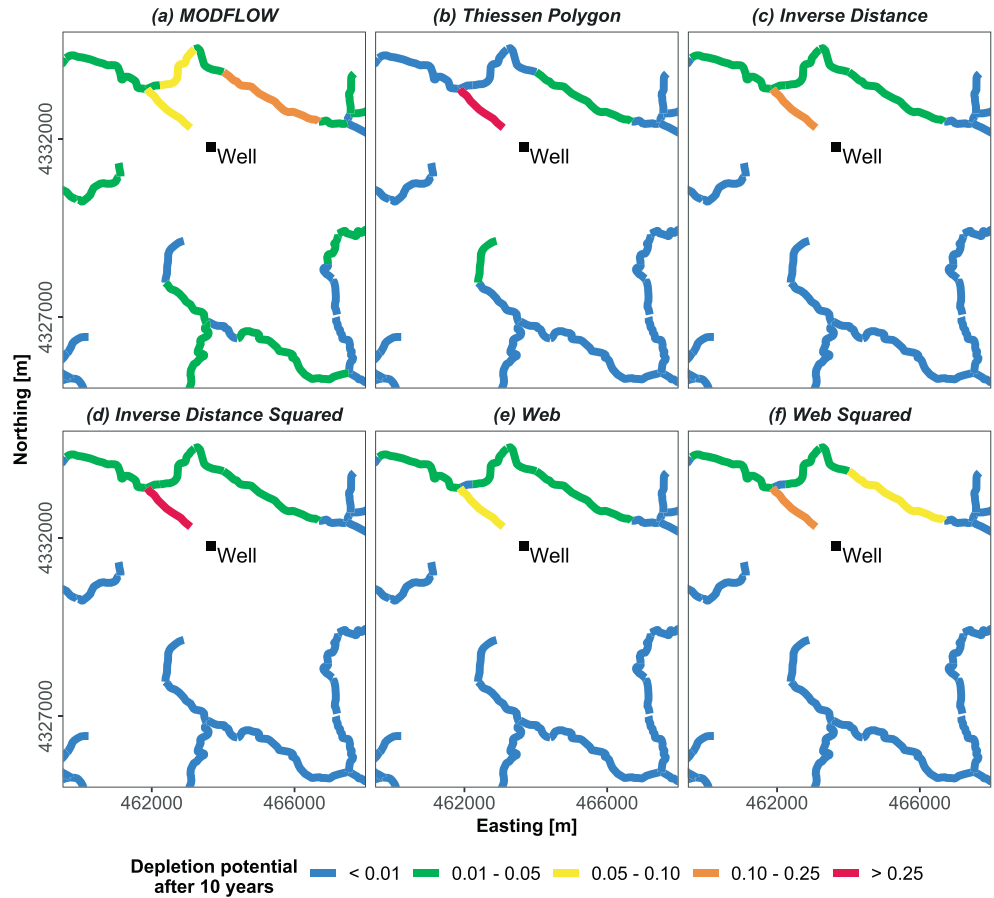 (a) MODFLOW
(b) Thiessen Polygon
(c) Inverse Distance
4332000
Well
Well
Well
4327000
Northing [m]
(d) Inverse Distance Squared
(e) Web
(f) Web Squared
4332000
Well
Well
Well
4327000
462000
466000
462000
466000
462000
466000
Easting [m]
Depletion potential
after 10 years
< 0.01
0.01 - 0.05
0.05 - 0.10
0.10 - 0.25
> 0.25